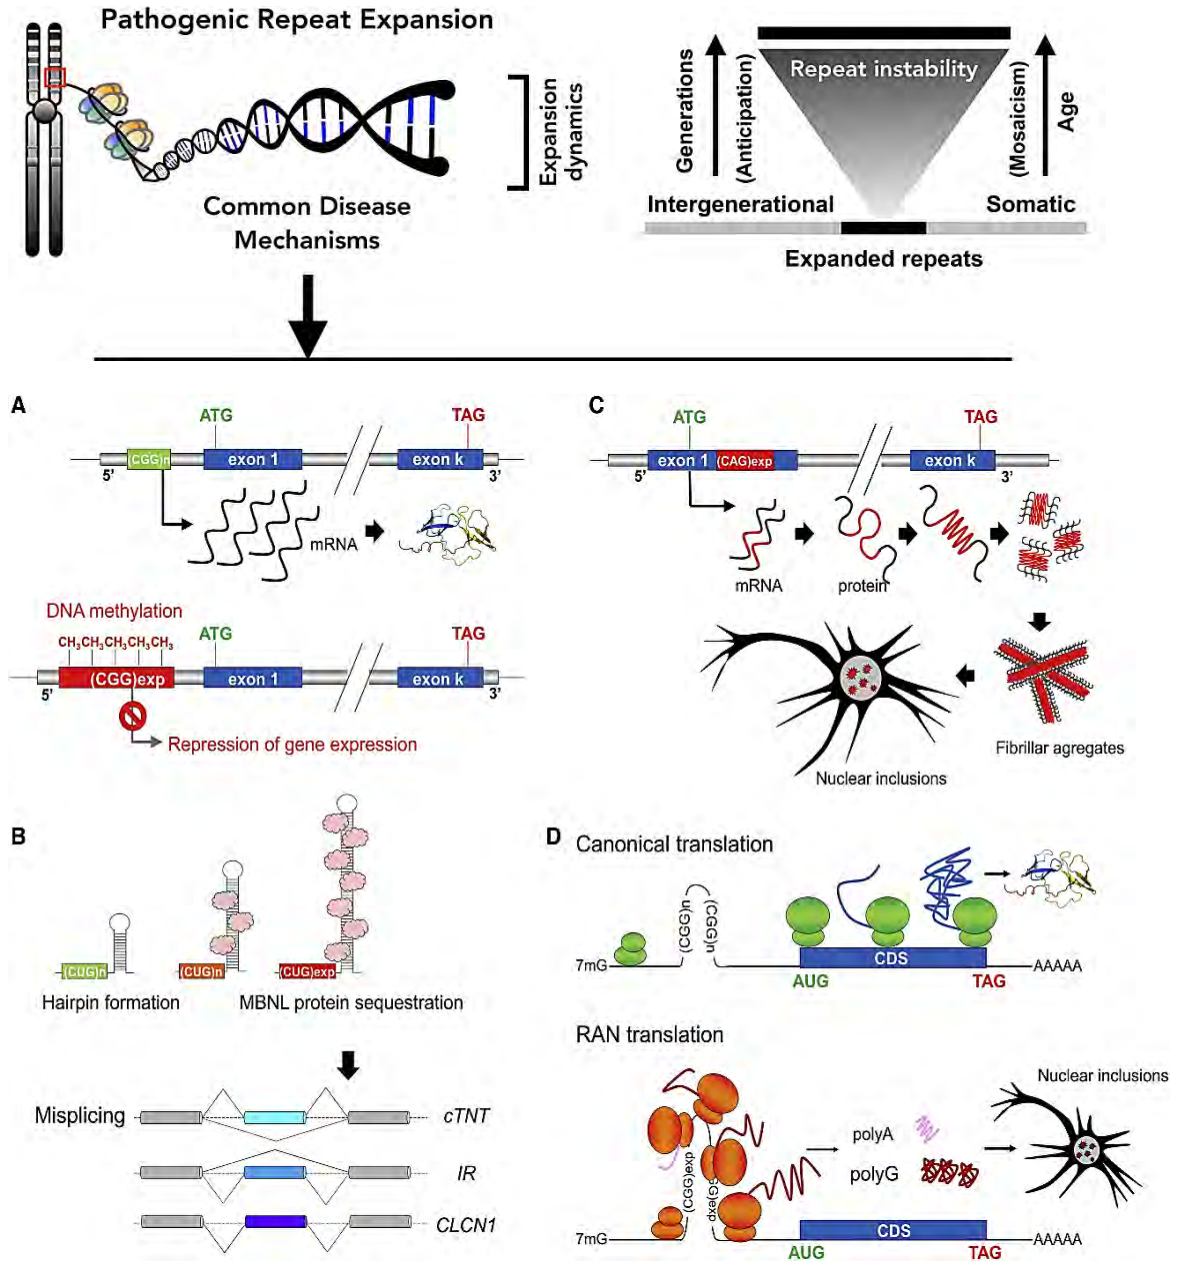 Pathogenic Repeat Expansion
Expansion
dynamics
Common Disease
Mechanisms
Generations
(Anticipation)
Repeat instability
(Mosaicism)
Age
Intergenerational
Somatic
Expanded repeats
A
ATG
TAG
(CGG)n
exon 1
exon k
5'
3'
mRNA
DNA methylation
CH3CH3CH3CH3CH3
ATG
TAG
(CGG)exp
exon 1
exon k
5'
3'
Repression of gene expression
B
(CUG)n
(CUG)n
(CUG)exp
Hairpin formation
MBNL protein sequestration
Misplicing
cTNT
IR
CLCN1
C
ATG
TAG
exon 1
(CAG)exp
exon k
5'
3'
mRNA
protein
Fibrillar agregates
Nuclear inclusions
D
Canonical translation
(CGG)n
(CGG)n
7mG
CDS
AAAAA
AUG
TAG
RAN translation
Nuclear inclusions
polyA
polyG
(CGG)exp
GG)exp
7mG
CDS
AAAAA
AUG
TAG